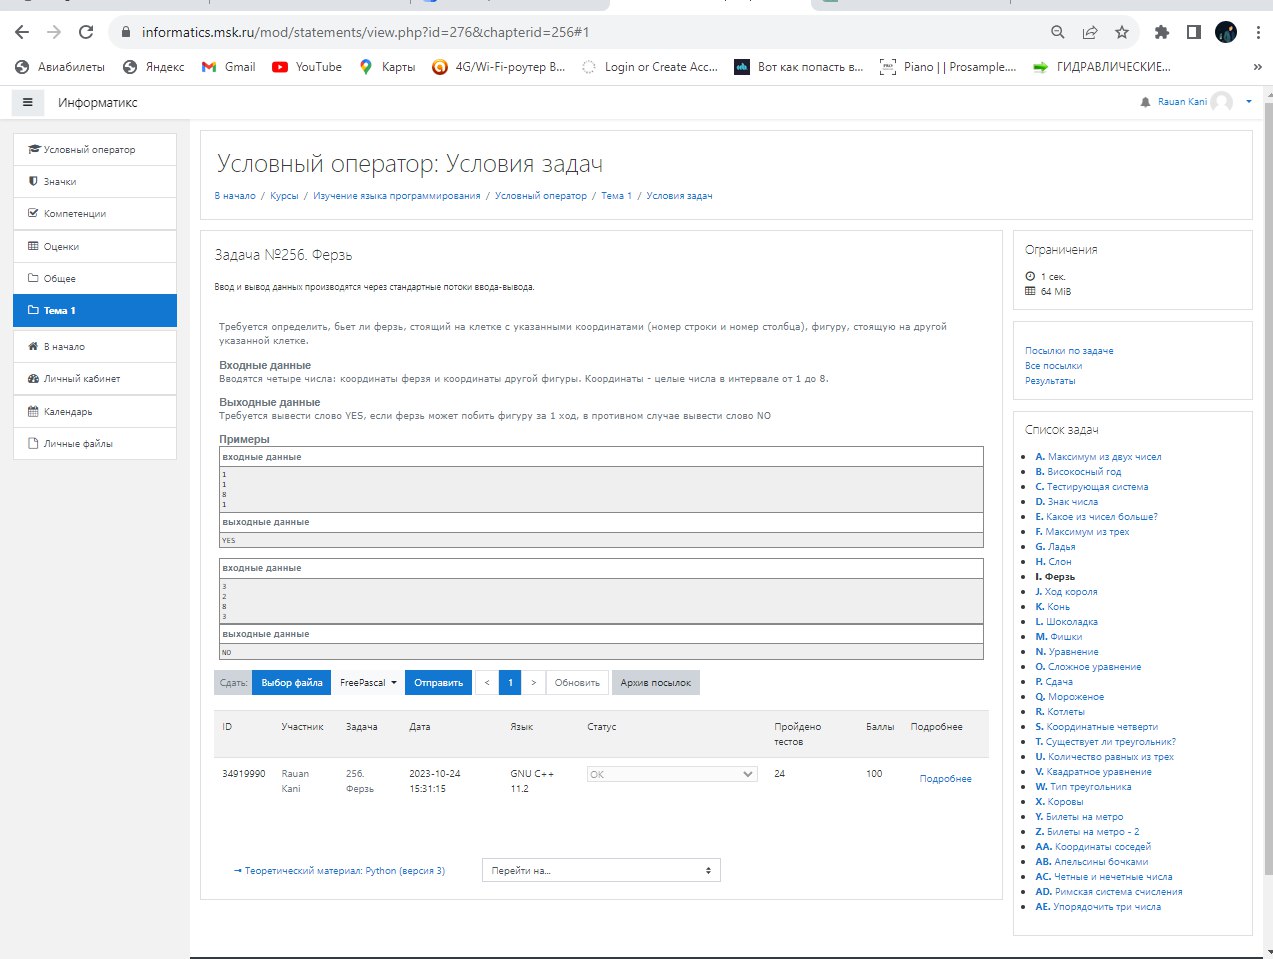 informatics.msk.ru/mod/statements/view.php?id=276&chapterid=256#1
Авиабилеты
Яндекс
Gmail
YouTube
Карты
4G/Wi-Fi-роутер B...
Login or Create Acc...
Вот как попасть в...
Piano | | Prosample....
ГИДРАВЛИЧЕСКИЕ...
»
Информатикс
Rauan Kani
Условный оператор
Значки
Компетенции
Оценки
Общее
Тема 1
В начало
Личный кабинет
Календарь
Личные файлы
Условный оператор: Условия задач
В начало / Курсы / Изучение языка программирования / Условный оператор / Тема 1 / Условия задач
Задача №256. Ферзь
Ввод и вывод данных производятся через стандартные потоки ввода-вывода.
Требуется определить, бьет ли ферзь, стоящий на клетке с указанными координатами (номер строки и номер столбца), фигуру, стоящую на другой
указанной клетке.
Входные данные
Вводятся четыре числа: координаты ферзя и координаты другой фигуры. Координаты - целые числа в интервале от 1 до 8.
Выходные данные
Требуется вывести слово YES, если ферзь может побить фигуру за 1 ход, в противном случае вывести слово NO
Примеры
входные данные
1
1
8
1
выходные данные
YES
входные данные
3
2
8
3
выходные данные
NO
Сдать: Выбор файла FreePascal Отправить < 1 > Обновить Архив посылок
ID Участник Задача Дата Язык Статус Пройдено тестов Баллы Подробнее
34919990 Rauan Kani 256. Ферзь 2023-10-24 15:31:15 GNU C++ 11.2 OK 24 100 Подробнее
→ Теоретический материал: Python (версия 3)
Перейти на...
Ограничения
1 сек.
64 MiB
Посылки по задаче
Все посылки
Результаты
Список задач
A. Максимум из двух чисел
B. Високосный год
C. Тестирующая система
D. Знак числа
E. Какое из чисел больше?
F. Максимум из трех
G. Ладья
H. Слон
I. Ферзь
J. Ход короля
K. Конь
L. Шоколадка
M. Фишки
N. Уравнение
O. Сложное уравнение
P. Сдача
Q. Мороженое
R. Котлеты
S. Координатные четверти
T. Существует ли треугольник?
U. Количество равных из трех
V. Квадратное уравнение
W. Тип треугольника
X. Коровы
Y. Билеты на метро
Z. Билеты на метро - 2
AA. Координаты соседей
AB. Апельсины бочками
AC. Четные и нечетные числа
AD. Римская система счисления
AE. Упорядочить три числа